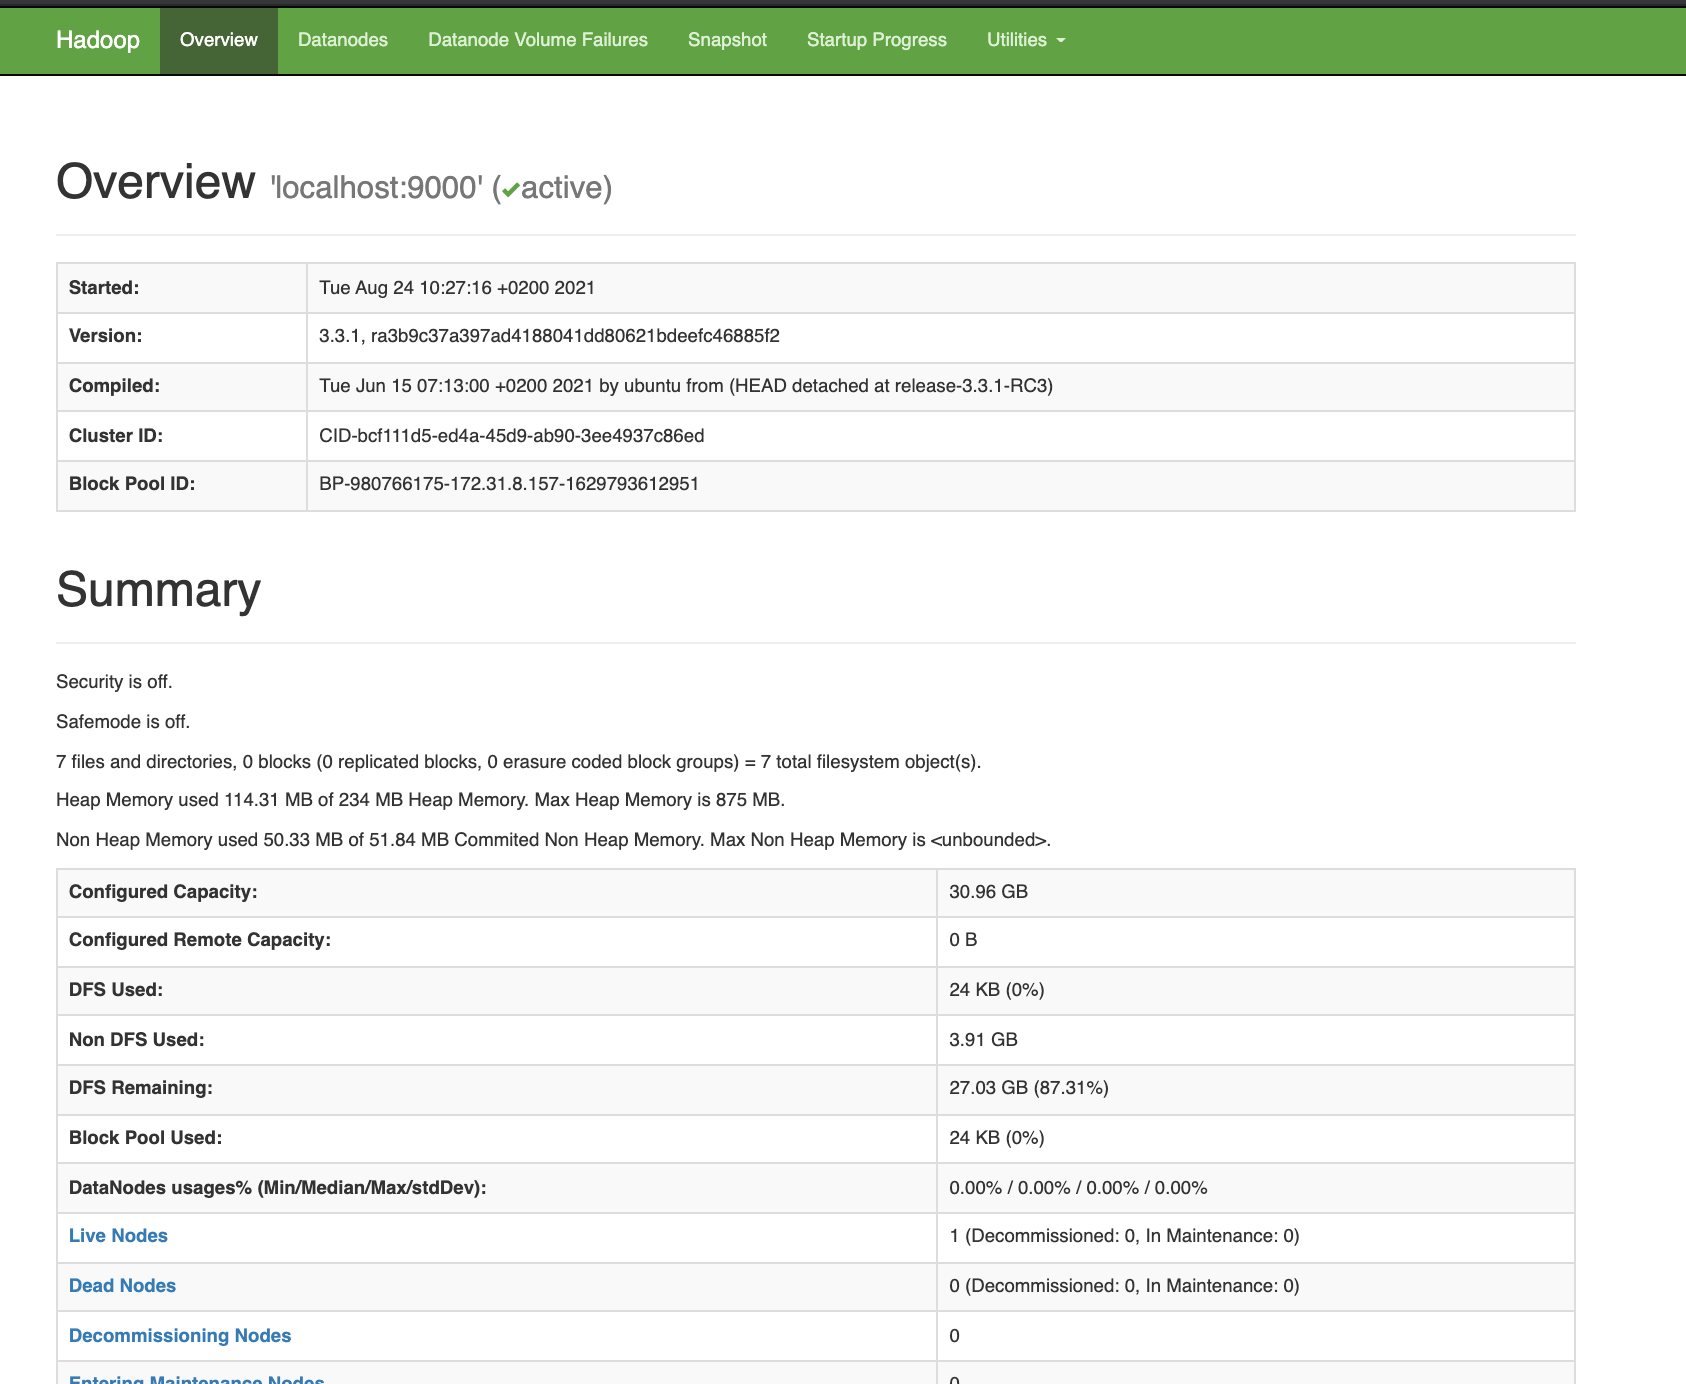 Hadoop Overview Datanodes Datanode Volume Failures Snapshot Startup Progress Utilities
Overview 'localhost:9000' (✔active)
Started: Tue Aug 24 10:27:16 +0200 2021
Version: 3.3.1, ra3b9c37a397ad4188041dd80621bdeefc46885f2
Compiled: Tue Jun 15 07:13:00 +0200 2021 by ubuntu from (HEAD detached at release-3.3.1-RC3)
Cluster ID: CID-bcf111d5-ed4a-45d9-ab90-3ee4937c86ed
Block Pool ID: BP-980766175-172.31.8.157-1629793612951
Summary
Security is off.
Safemode is off.
7 files and directories, 0 blocks (0 replicated blocks, 0 erasure coded block groups) = 7 total filesystem object(s).
Heap Memory used 114.31 MB of 234 MB Heap Memory. Max Heap Memory is 875 MB.
Non Heap Memory used 50.33 MB of 51.84 MB Commited Non Heap Memory. Max Non Heap Memory is <unbounded>.
Configured Capacity: 30.96 GB
Configured Remote Capacity: 0 B
DFS Used: 24 KB (0%)
Non DFS Used: 3.91 GB
DFS Remaining: 27.03 GB (87.31%)
Block Pool Used: 24 KB (0%)
DataNodes usages% (Min/Median/Max/stdDev): 0.00% / 0.00% / 0.00% / 0.00%
Live Nodes 1 (Decommissioned: 0, In Maintenance: 0)
Dead Nodes 0 (Decommissioned: 0, In Maintenance: 0)
Decommissioning Nodes 0
Entering Maintenance Nodes 0